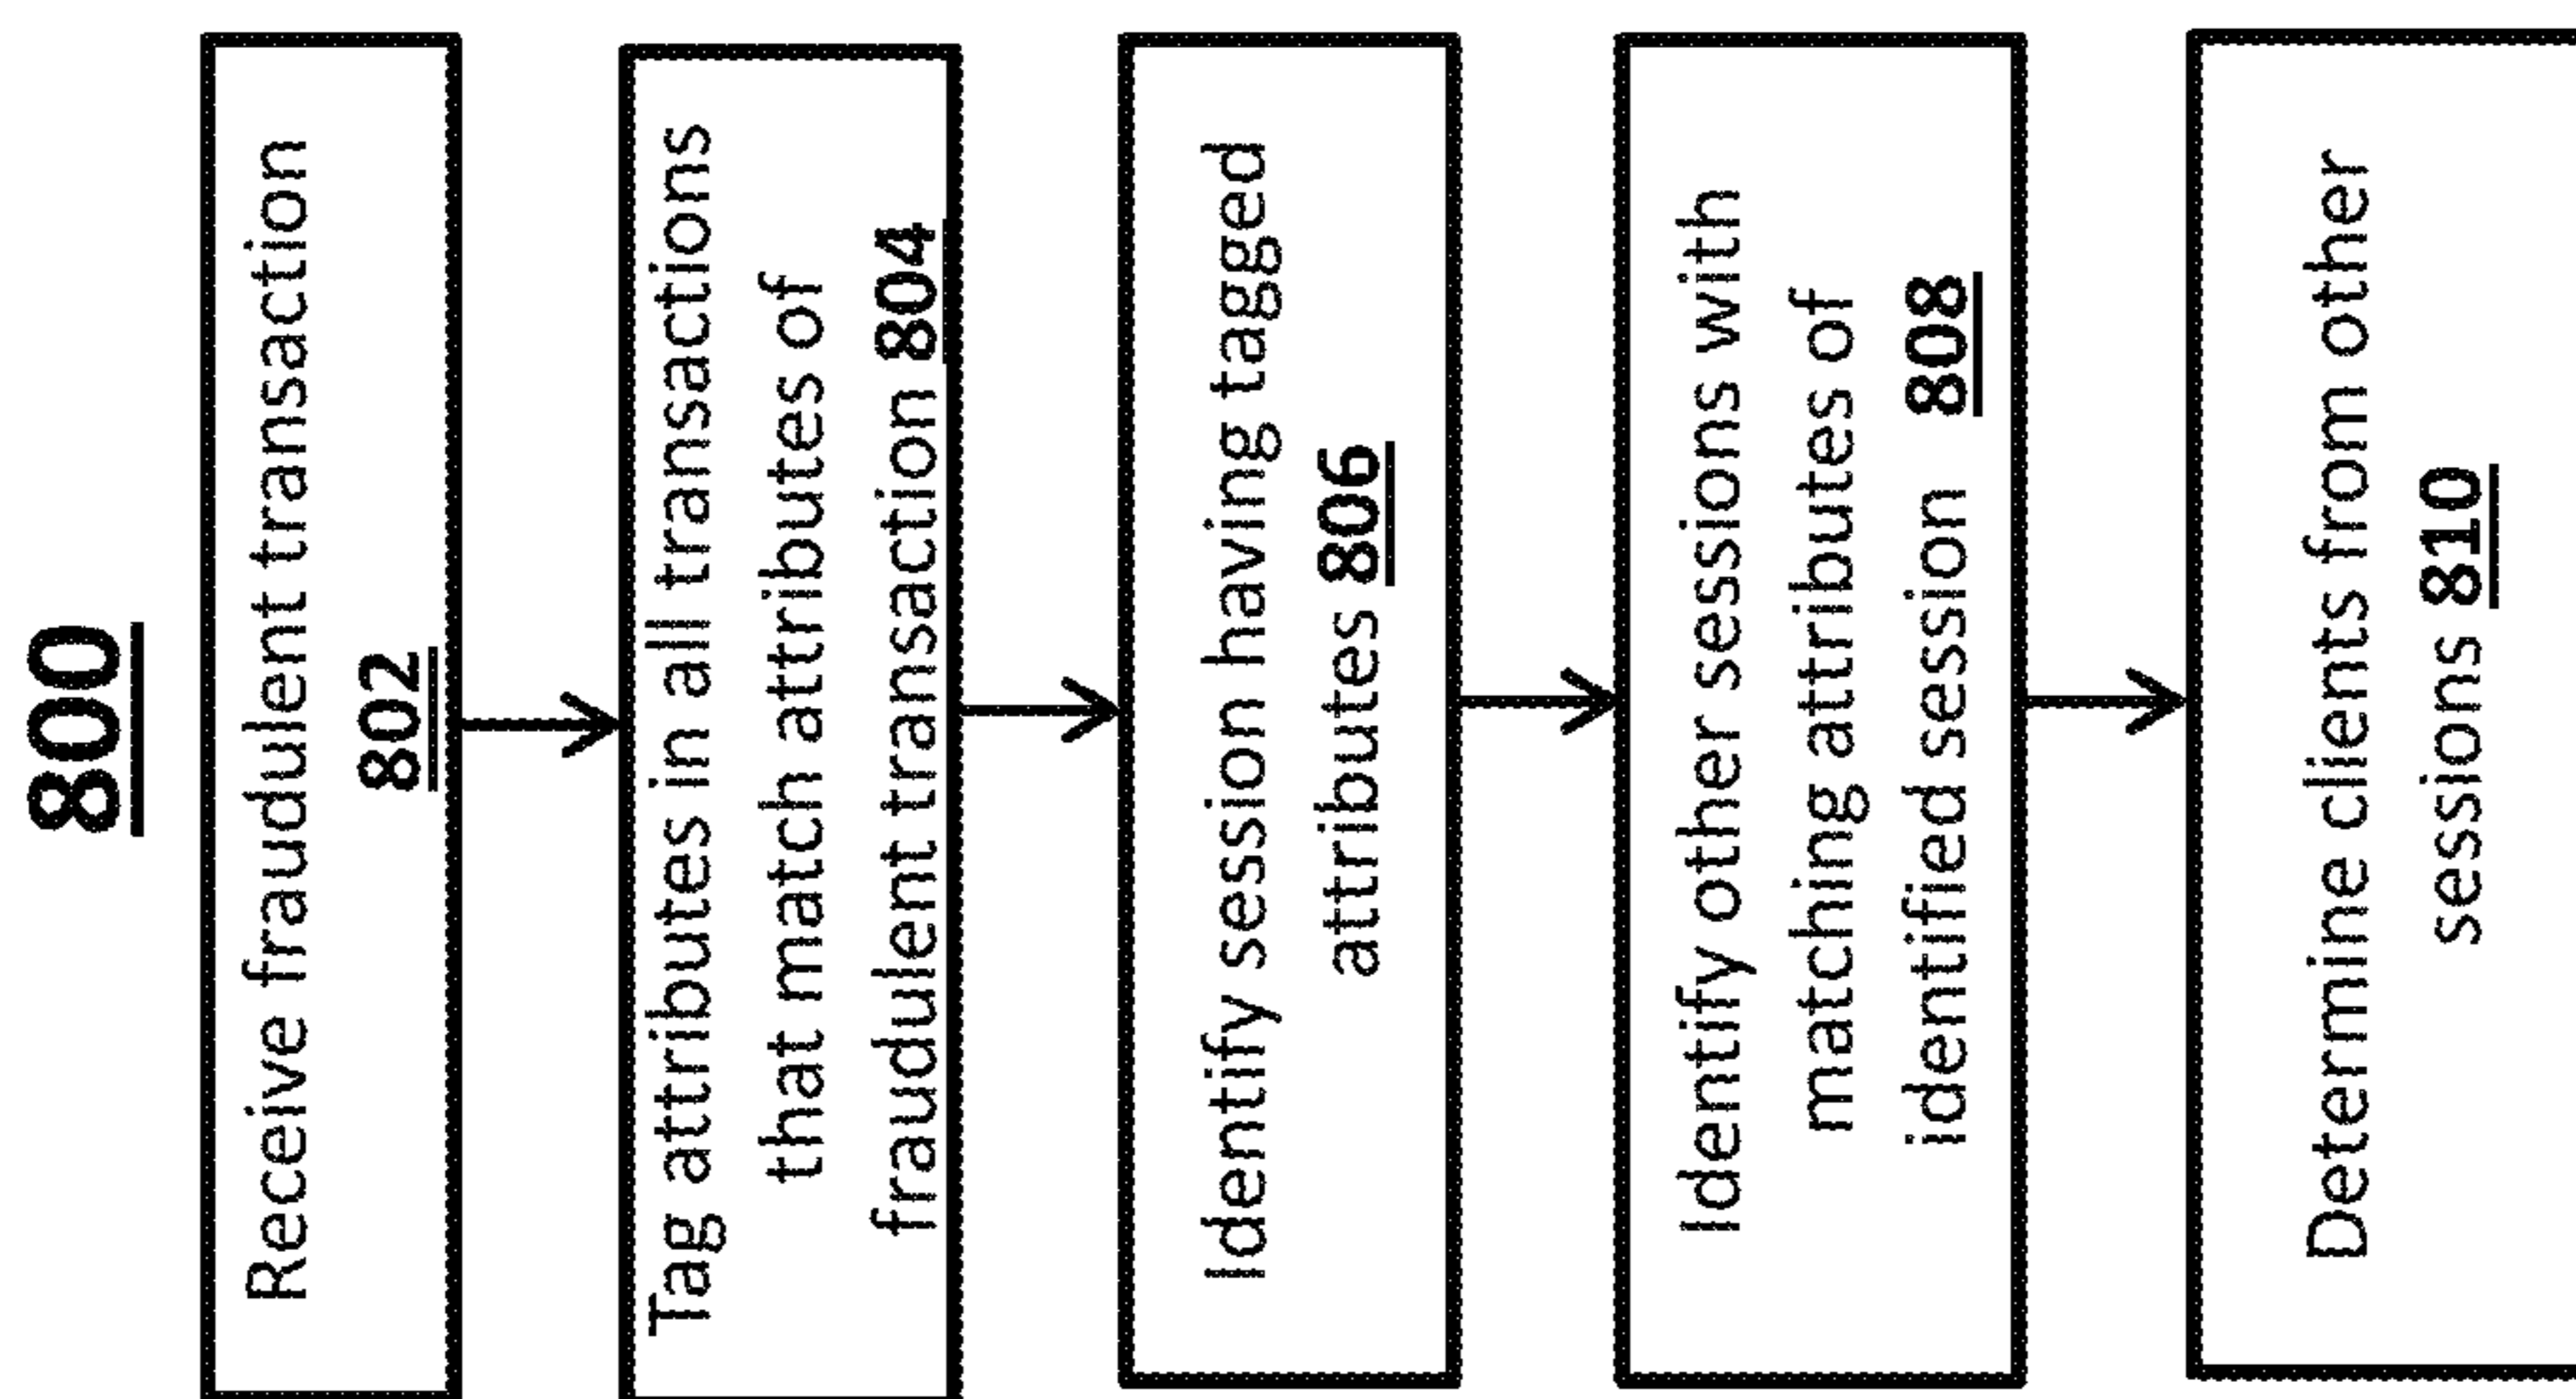 800
Receive fraudulent transaction
802
Tag attributes in all transactions
that match attributes of
fraudulent transaction 804
Identify session having tagged
attributes 806
Identify other sessions with
matching attributes of
identified session 808
Determine clients from other
sessions 810